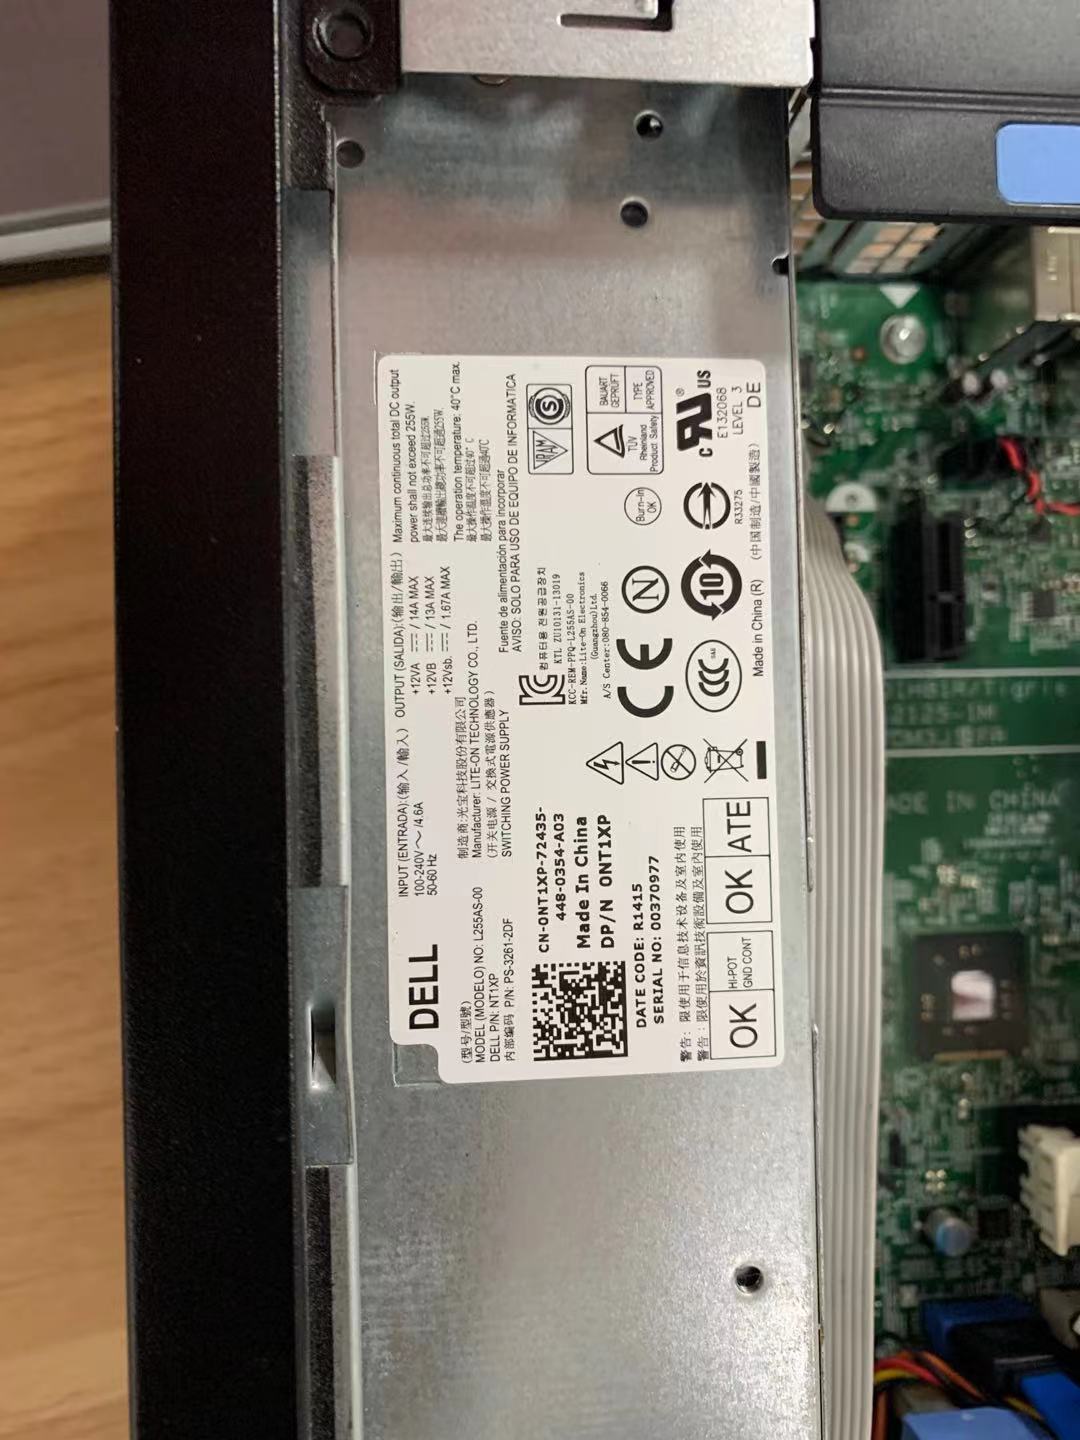 DELL
INPUT (ENTRADA):(输入/輸入)
100-240V～/4.6A
50-60 Hz
OUTPUT (SALIDA):(输出/輸出)
+12VA ⎓ / 14A MAX
+12VB ⎓ / 13A MAX
+12Vsb. ⎓ / 1.67A MAX
Maximum continuous total DC output
power shall not exceed 255W.
最大连续输出总功率不可超过255W.
最大連續輸出總功率不可超過255W.
The operation temperature: 40°C max.
最大操作温度不可超过40°C
最大操作溫度不可超過40°C
(型号/型號)
MODEL (MODELO) NO: L255AS-00
DELL P/N: NT1XP
内部编码 P/N: PS-3261-2DF
制造商:光宝科技股份有限公司
Manufacturer: LITE-ON TECHNOLOGY CO., LTD.
(开关电源 / 交換式電源供應器)
SWITCHING POWER SUPPLY
Fuente de alimentación para incorporar
AVISO: SOLO PARA USO DE EQUIPO DE INFORMATICA
CN-0NT1XP-72435-
448-0354-A03
Made In China
DP/N 0NT1XP
DATE CODE: R1415
SERIAL NO: 00370977
컴퓨터용 전원공급장치
KTL ZU10131-13019
KCC-REM-PPQ-L255AS-00
Mfr.Name:Lite-On Electronics
(Guangzhou)Ltd.
A/S Center:080-854-0066
IRAM
S
CE
N
Burn-In
OK
TÜV
Rheinland
Product Safety
BAUART
GEPRÜFT
TYPE
APPROVED
警告: 限使用于信息技术设备及室内使用
警告: 限使用於資訊技術設備及室內使用
OK
HI-POT
GND CONT
OK
ATE
CCC
S&E
10
R33275
c RU ® US
E132068
LEVEL 3
DE
Made in China (R) (中国制造/中國製造)